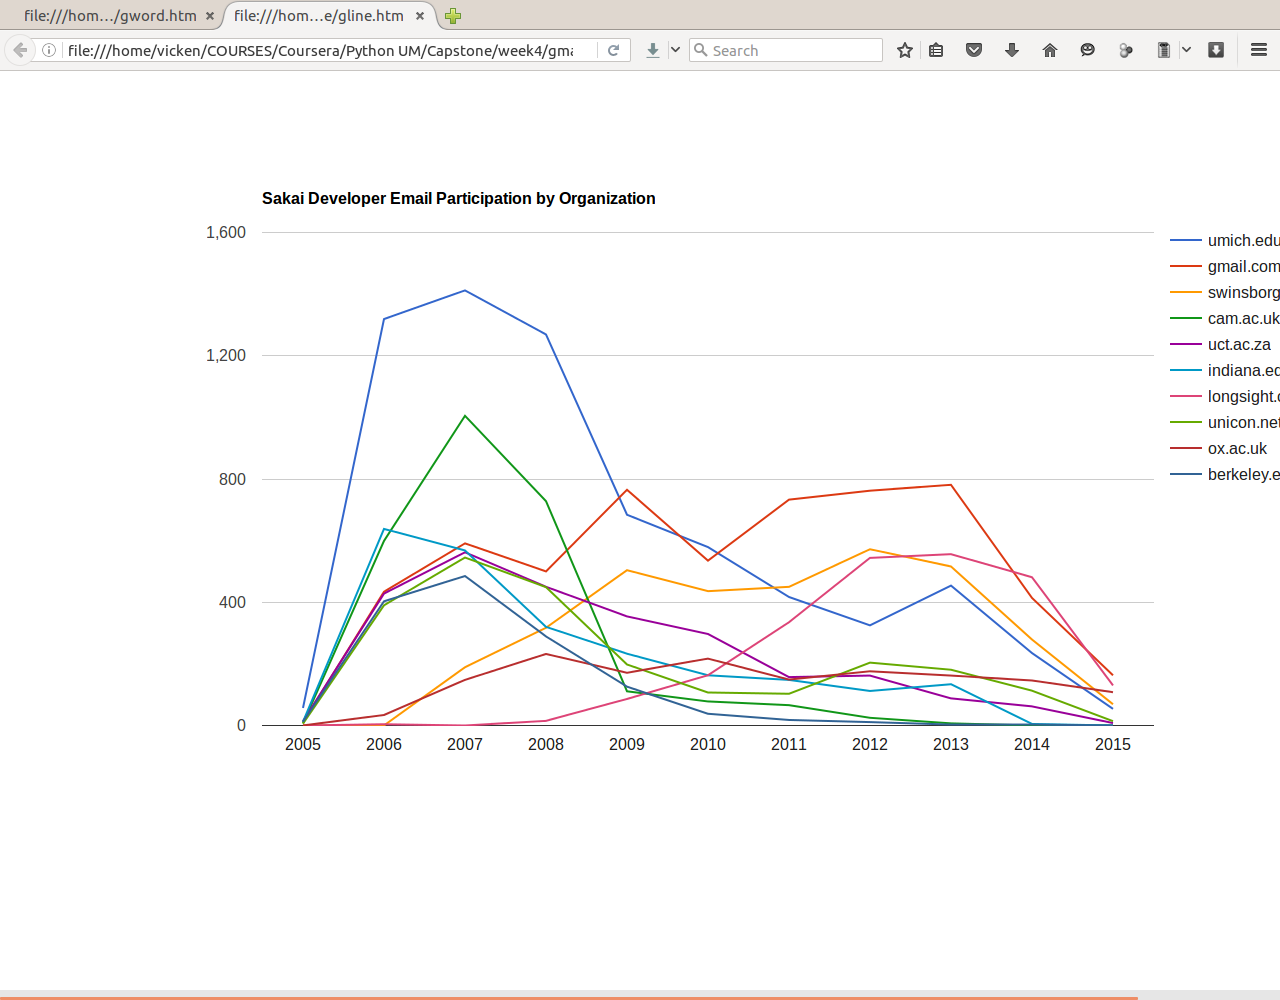 file:///hom…/gword.htm
file:///hom…e/gline.htm
file:///home/vicken/COURSES/Coursera/Python UM/Capstone/week4/gma
Search
Sakai Developer Email Participation by Organization
1,600
1,200
800
400
0
2005 2006 2007 2008 2009 2010 2011 2012 2013 2014 2015
umich.edu
gmail.com
swinsborg
cam.ac.uk
uct.ac.za
indiana.ed
longsight.c
unicon.net
ox.ac.uk
berkeley.e